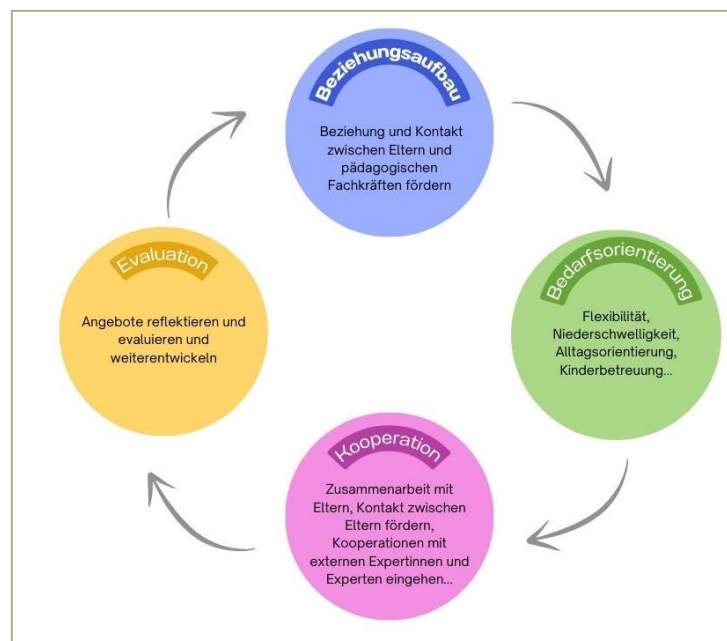 Beziehungsaufbau
Beziehung und Kontakt
zwischen Eltern und
pädagogischen
Fachkräften fördern
Bedarfsorientierung
Flexibilität,
Niederschwelligkeit,
Alltagsorientierung,
Kinderbetreuung...
Kooperation
Zusammenarbeit mit
Eltern, Kontakt zwischen
Eltern fördern,
Kooperationen mit
externen Expertinnen und
Experten eingehen...
Evaluation
Angebote reflektieren und
evaluieren und
weiterentwickeln